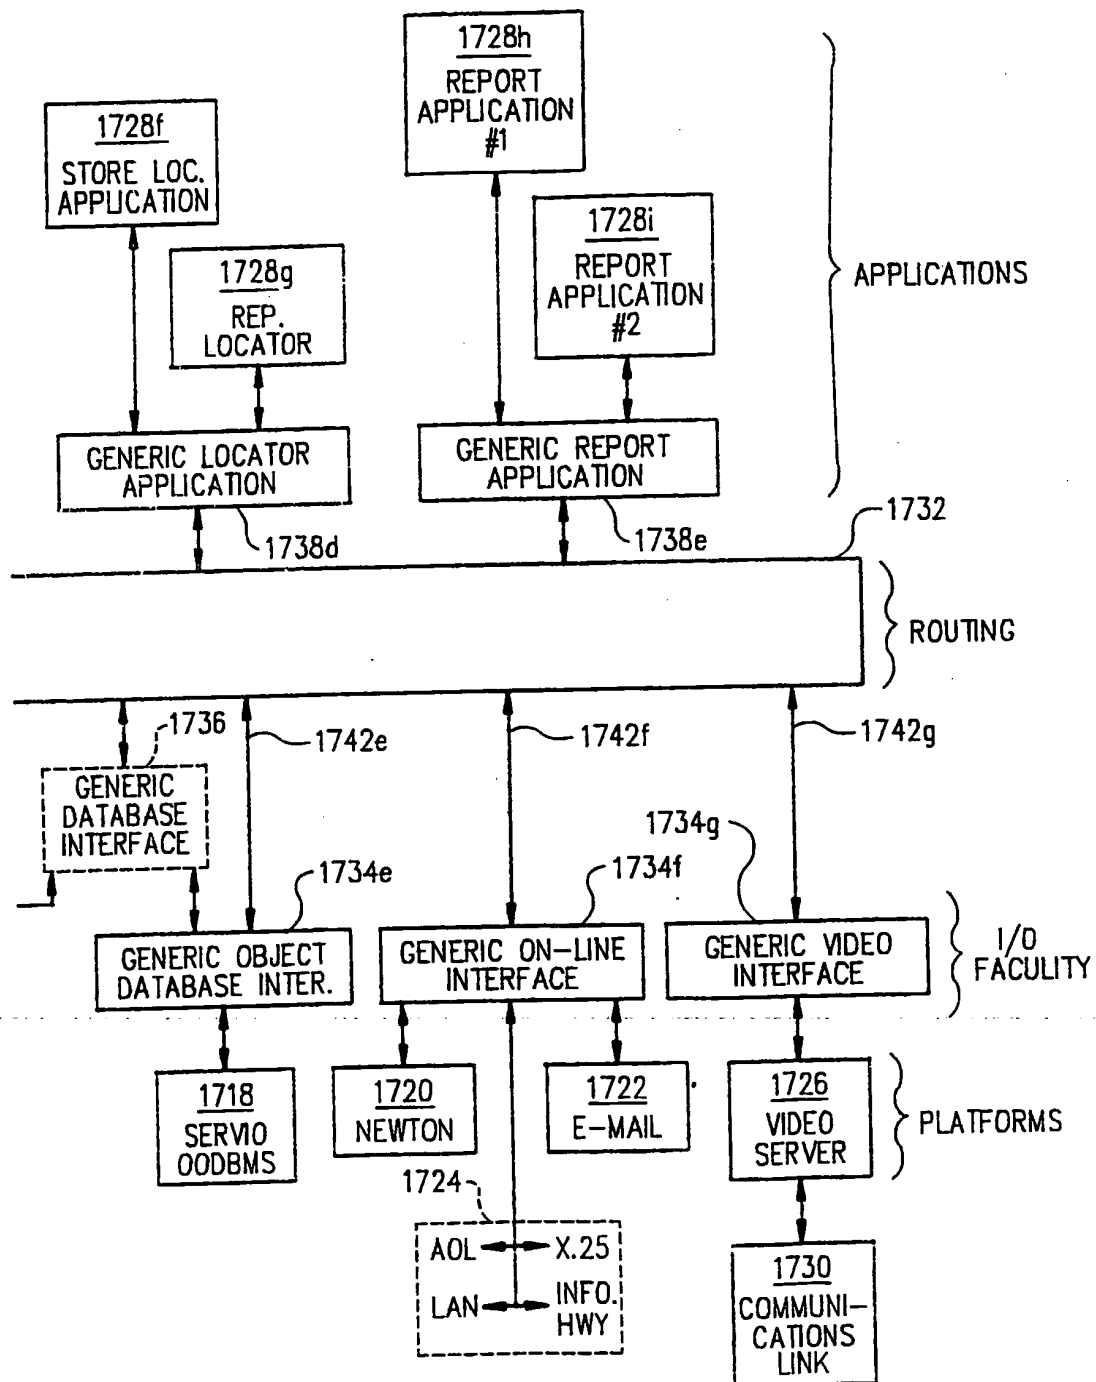 1728h
REPORT
APPLICATION
#1
1728f
STORE LOC.
APPLICATION
1728g
REP.
LOCATOR
1728i
REPORT
APPLICATION
#2
APPLICATIONS
GENERIC LOCATOR
APPLICATION
GENERIC REPORT
APPLICATION
1738d
1738e
1732
ROUTING
1736
1742e
1742f
1742g
GENERIC
DATABASE
INTERFACE
1734e
1734f
1734g
GENERIC OBJECT
DATABASE INTER.
GENERIC ON-LINE
INTERFACE
GENERIC VIDEO
INTERFACE
I/O
FACULITY
1718
SERVIO
OODBMS
1720
NEWTON
1722
E-MAIL
1726
VIDEO
SERVER
PLATFORMS
1724
AOL
X.25
LAN
INFO.
HWY
1730
COMMUNI-
CATIONS
LINK